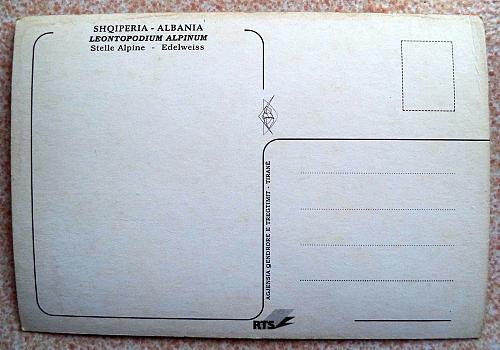 SHQIPERIA - ALBANIA
LEONTOPODIUM ALPINUM
Stelle Alpine - Edelweiss
AGJENSIA QENDRORE E TREGTIMIT - TIRANË
RTS